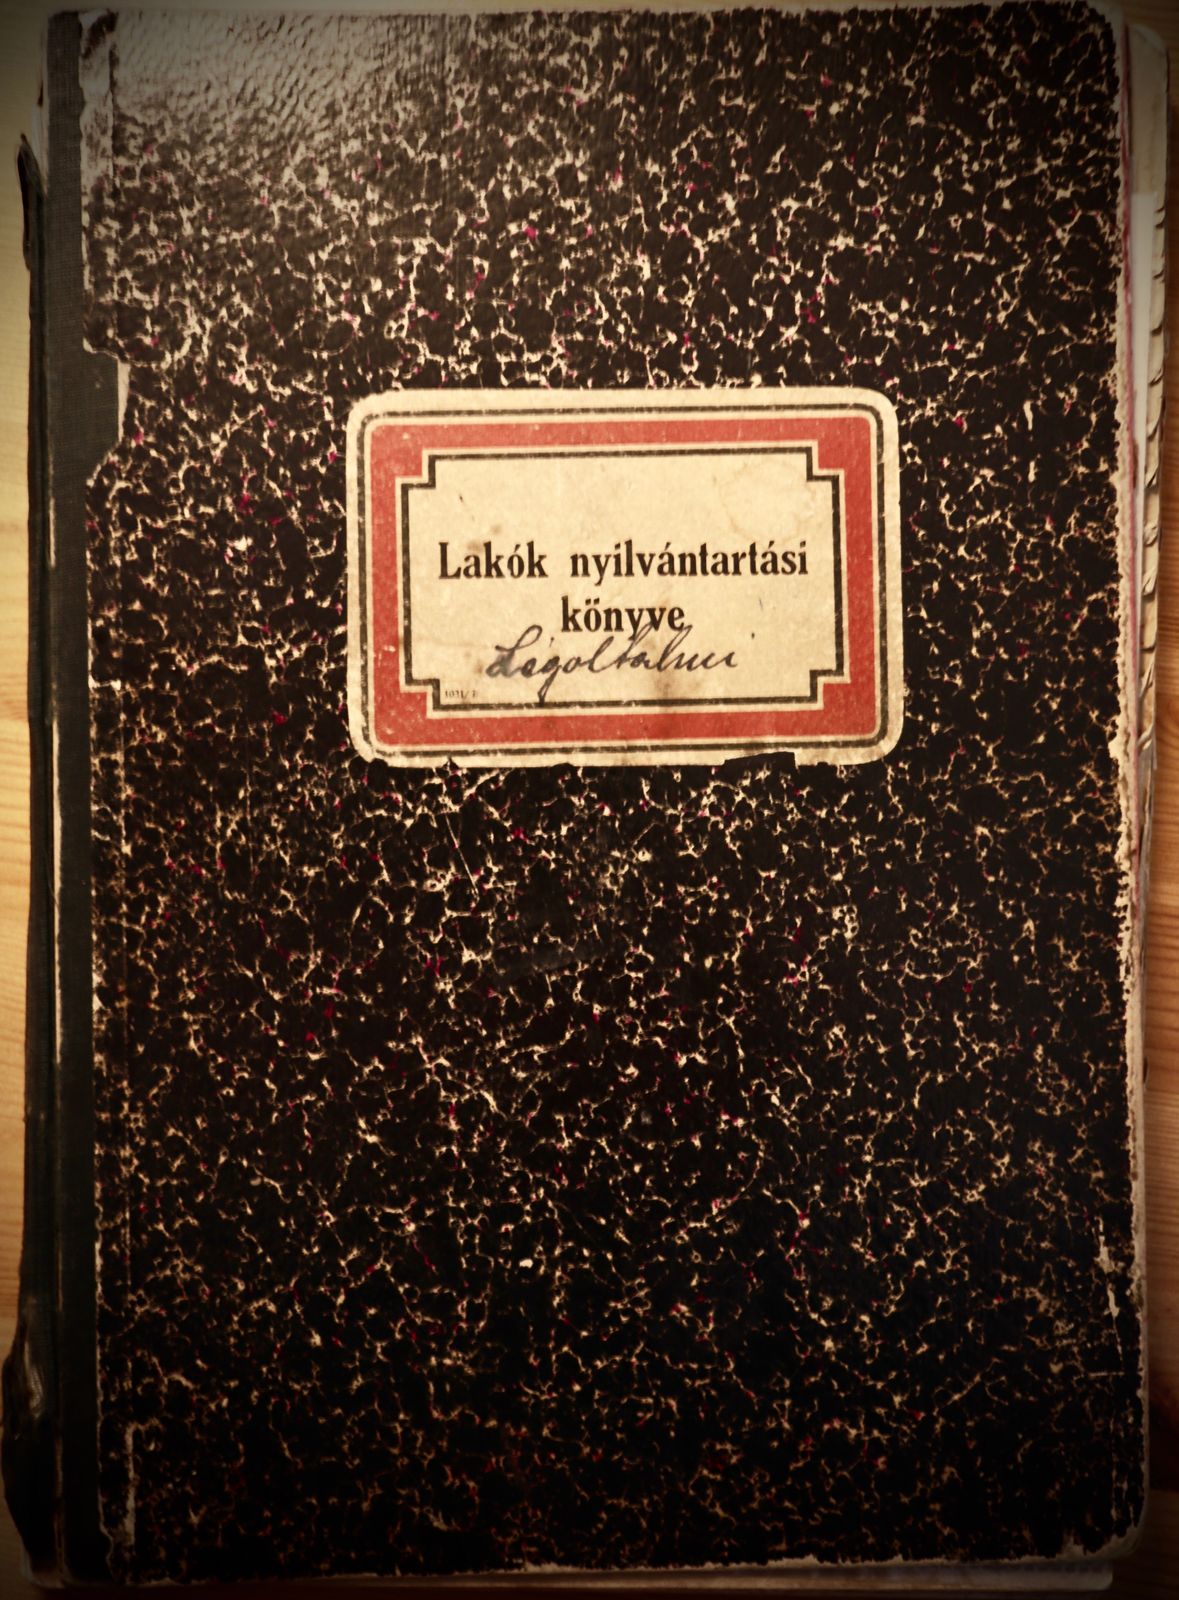 Lakók nyilvántartási
könyve
Légoltalmi